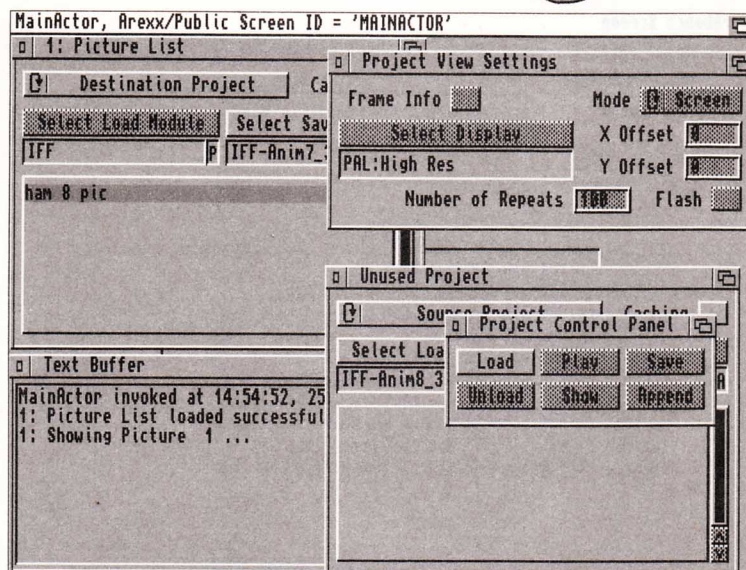 MainActor, Arexx/Public Screen ID = 'MAINACTOR'
1: Picture List
Destination Project
Ca
Select Load Module
Select Sav
IFF
P
IFF-Anim7_3
ham 8 pic
Project View Settings
Frame Info
Mode
Screen
Select Display
X Offset
0
PAL:High Res
Y Offset
0
Number of Repeats
100
Flash
Unused Project
Source Project
Caching
Select Loa
IFF-Anim8_3
A
Project Control Panel
Load
Play
Save
Unload
Show
Append
Text Buffer
MainActor invoked at 14:54:52, 25
1: Picture List loaded successful
1: Showing Picture 1 ...